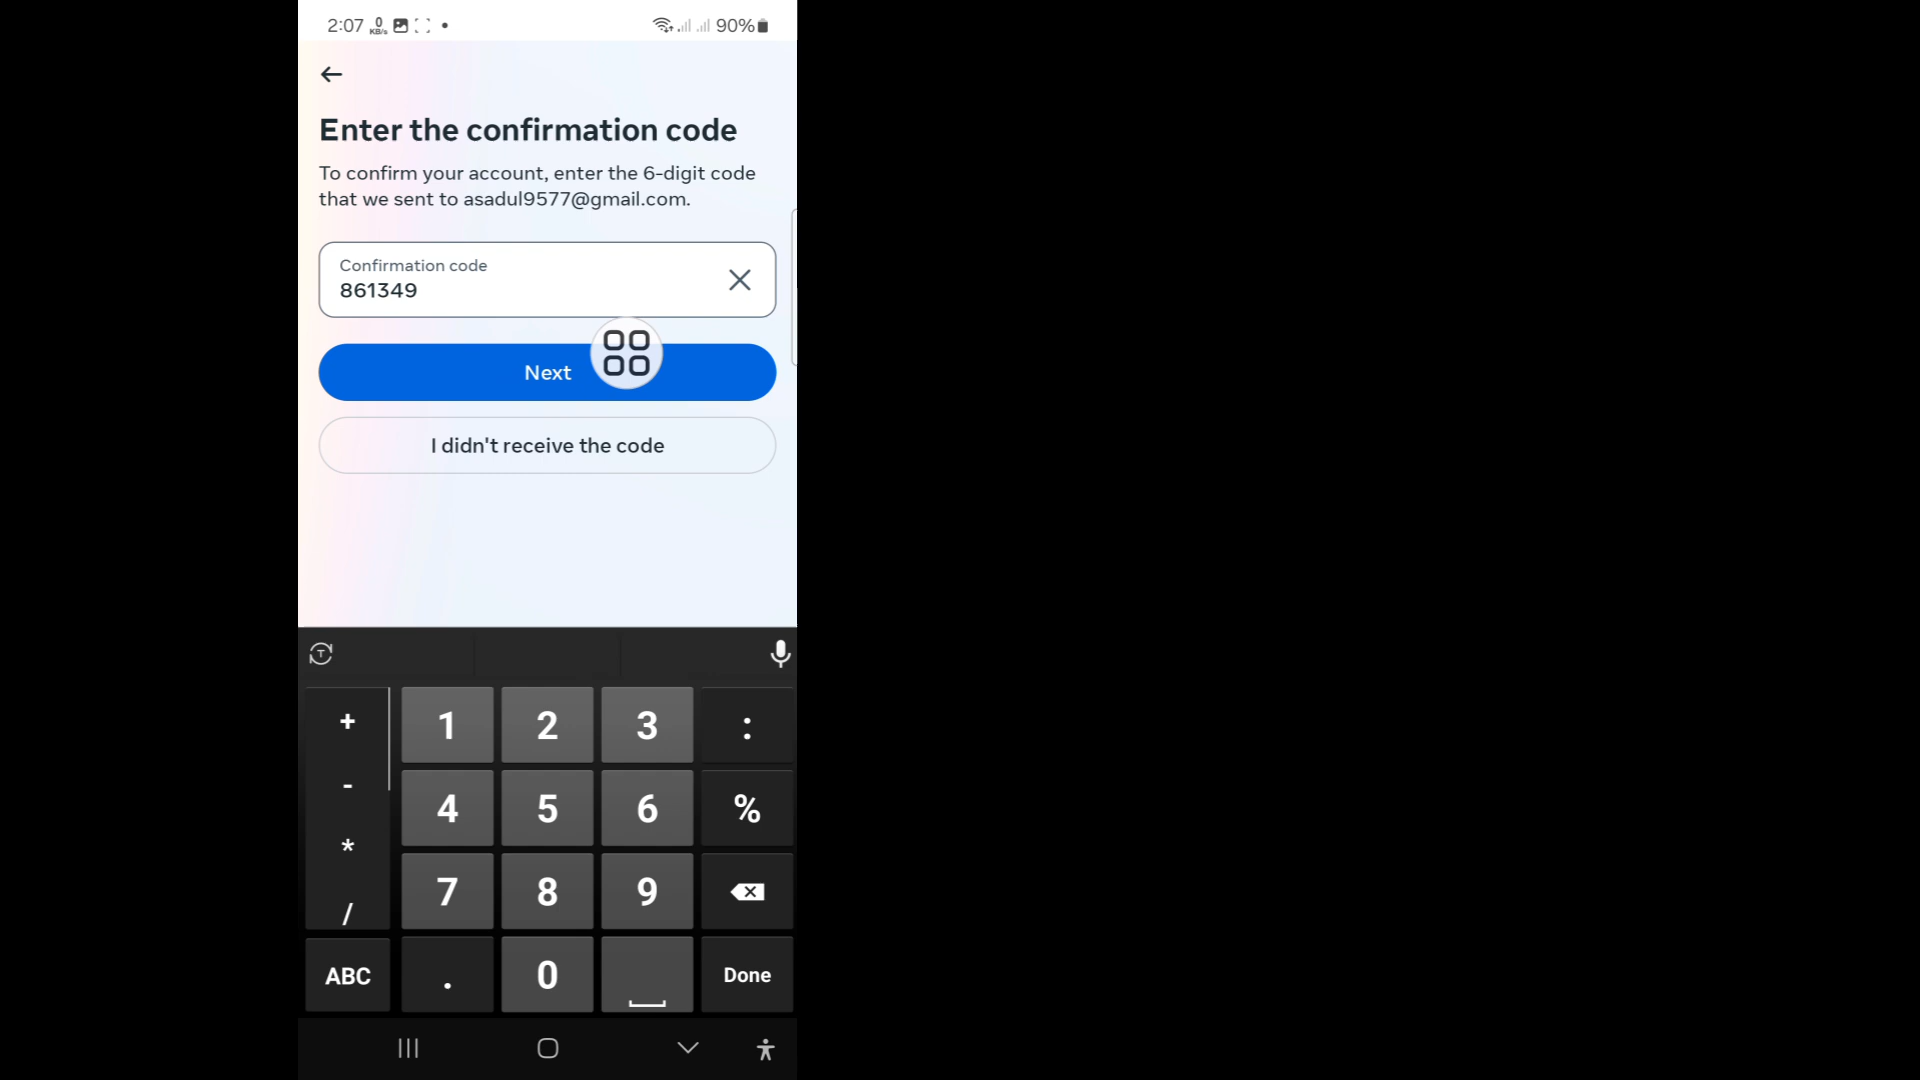 2:07 0 KB/s 90%
Enter the confirmation code
To confirm your account, enter the 6-digit code
that we sent to asadul9577@gmail.com.
Confirmation code
861349
Next
I didn't receive the code
T
+ 1 2 3 :
- 4 5 6 %
* 7 8 9
/
ABC . 0 Done